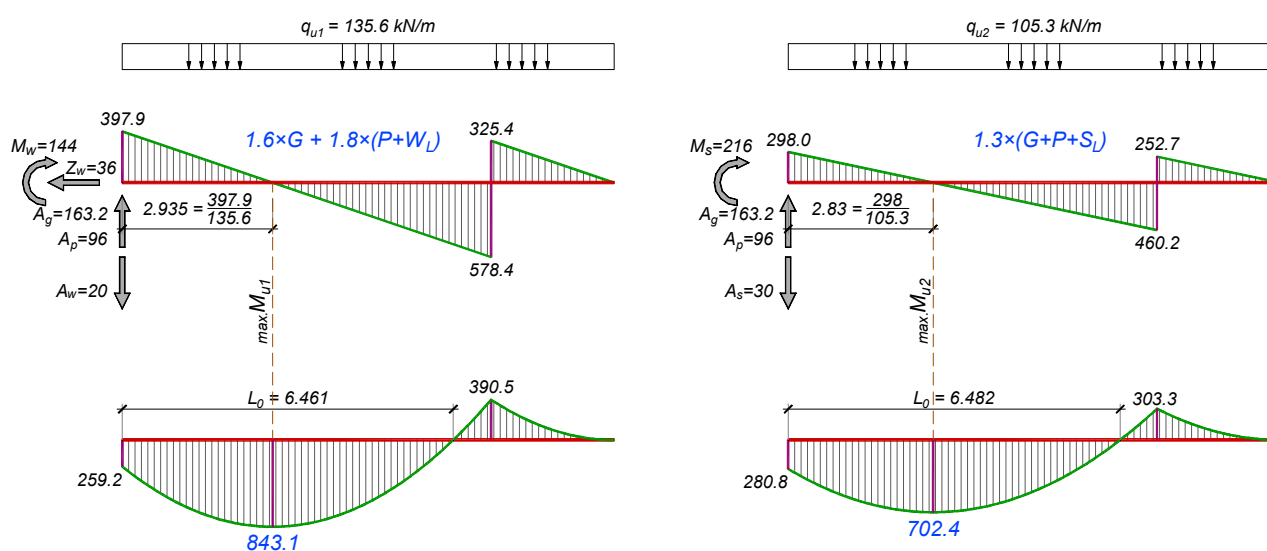 q_u1 = 135.6 kN/m
397.9
1.6×G + 1.8×(P+W_L)
325.4
M_w=144
Z_w=36
A_g=163.2
2.935 = 397.9/135.6
A_p=96
578.4
A_w=20
max.M_u1
L_0 = 6.461
390.5
259.2
843.1
q_u2 = 105.3 kN/m
298.0
1.3×(G+P+S_L)
252.7
M_s=216
A_g=163.2
2.83 = 298/105.3
A_p=96
460.2
A_s=30
max.M_u2
L_0 = 6.482
303.3
280.8
702.4